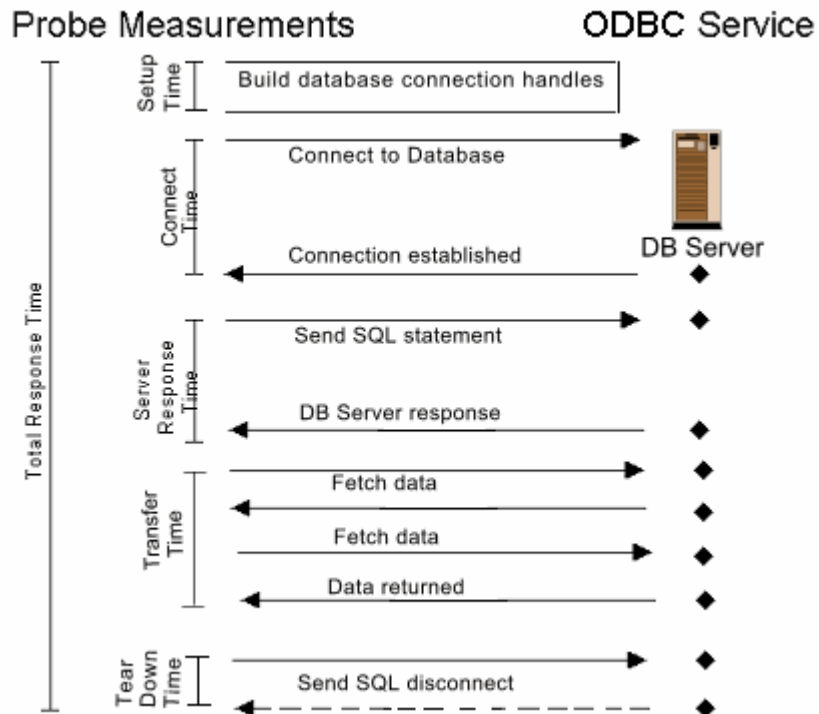 Probe Measurements
ODBC Service
Setup
Time
Build database connection handles
Connect
Time
Connect to Database
DB Server
Connection established
Total Response Time
Server
Response
Time
Send SQL statement
DB Server response
Transfer
Time
Fetch data
Fetch data
Data returned
Tear
Down
Time
Send SQL disconnect